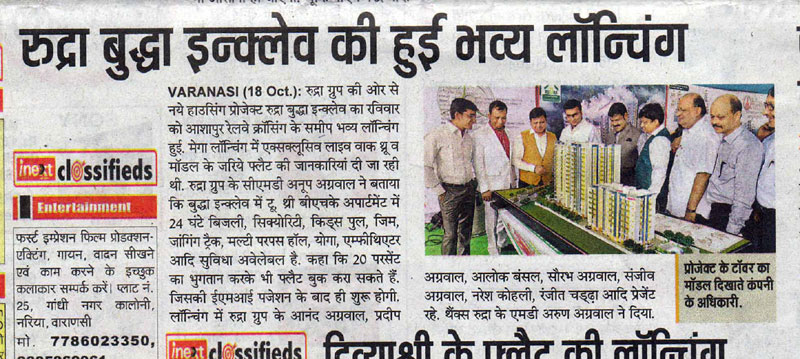 रुद्रा बुद्धा इन्क्लेव की हुई भव्य लॉन्चिंग
VARANASI (18 Oct.): रुद्रा ग्रुप की ओर से
नये हाउसिंग प्रोजेक्ट रुद्रा बुद्धा इन्क्लेव का रविवार
को आशापुर रेलवे क्रॉसिंग के समीप भव्य लॉन्चिंग
हुई. मेगा लॉन्चिंग में एक्सक्लूसिव लाइव वाक थ्रू व
मॉडल के जरिये फ्लैट की जानकारियां दी जा रही
थी. रुद्रा ग्रुप के सीएमडी अनूप अग्रवाल ने बताया
कि बुद्धा इन्क्लेव में टू, थ्री बीएचके अपार्टमेंट में
24 घंटे बिजली, सिक्योरिटी, किड्स पुल, जिम,
जॉगिंग ट्रैक, मल्टी परपस हॉल, योगा, एम्फीथिएटर
आदि सुविधा अवेलेबल है. कहा कि 20 परसेंट
का भुगतान करके भी फ्लैट बुक करा सकते हैं.
जिसकी ईएमआई पजेशन के बाद ही शुरू होगी.
लॉन्चिंग में रुद्रा ग्रुप के आनंद अग्रवाल, प्रदीप
अग्रवाल, आलोक बंसल, सौरभ अग्रवाल, संजीव
अग्रवाल, नरेश कोहली, रंजीत चड्ढ़ा आदि प्रेजेंट
रहे. थैंक्स रुद्रा के एमडी अरुण अग्रवाल ने दिया.
प्रोजेक्ट के टॉवर का
मॉडल दिखाते कंपनी
के अधिकारी.
inext classifieds
Entertainment
फर्स्ट इम्प्रेशन फिल्म प्रोडक्शन-
एक्टिंग, गायन, वादन सीखने
एवं काम करने के इच्छुक
कलाकार सम्पर्क करें। प्लाट नं.
25, गांधी नगर कालोनी,
नरिया, वाराणसी
मो. 7786023350,
inext classifieds
के फ्लैट की लॉन्चिंग